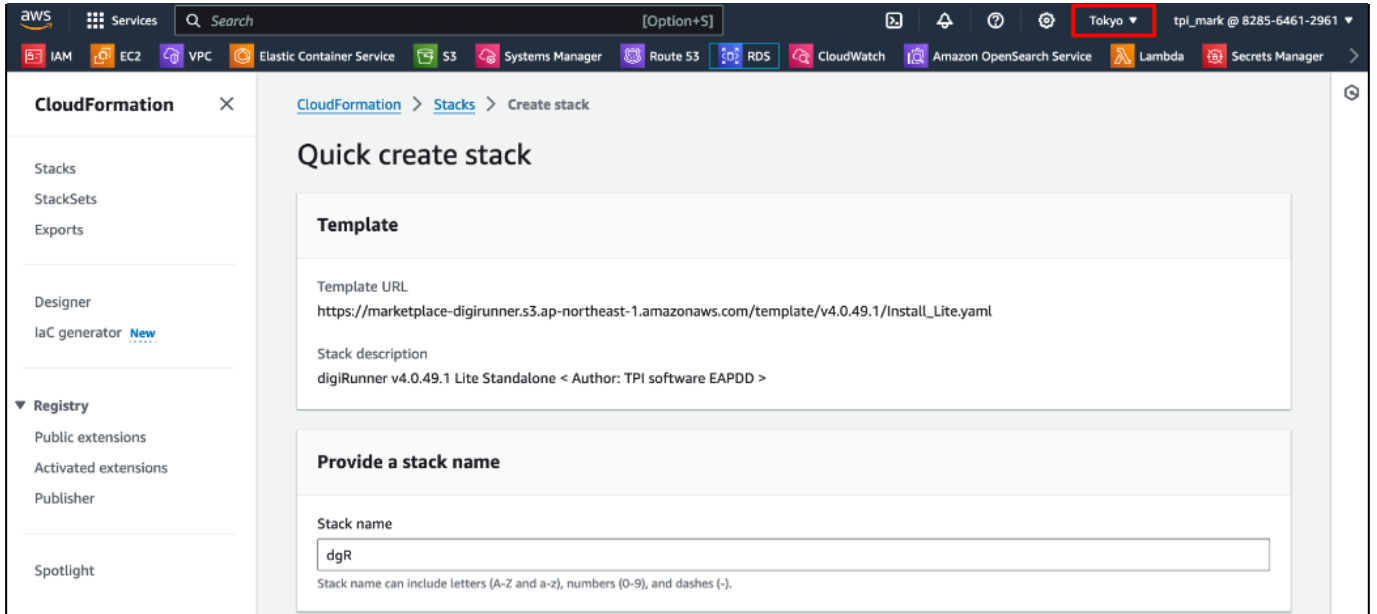 aws Services Search [Option+S] Tokyo ▼ tpi_mark @ 8285-6461-2961 ▼
IAM EC2 VPC Elastic Container Service S3 Systems Manager Route 53 RDS CloudWatch Amazon OpenSearch Service Lambda Secrets Manager
CloudFormation
Stacks
StackSets
Exports
Designer
IaC generator New
▼ Registry
Public extensions
Activated extensions
Publisher
Spotlight
CloudFormation > Stacks > Create stack
Quick create stack
Template
Template URL
https://marketplace-digirunner.s3.ap-northeast-1.amazonaws.com/template/v4.0.49.1/Install_Lite.yaml
Stack description
digiRunner v4.0.49.1 Lite Standalone < Author: TPI software EAPDD >
Provide a stack name
Stack name
dgR
Stack name can include letters (A-Z and a-z), numbers (0-9), and dashes (-).